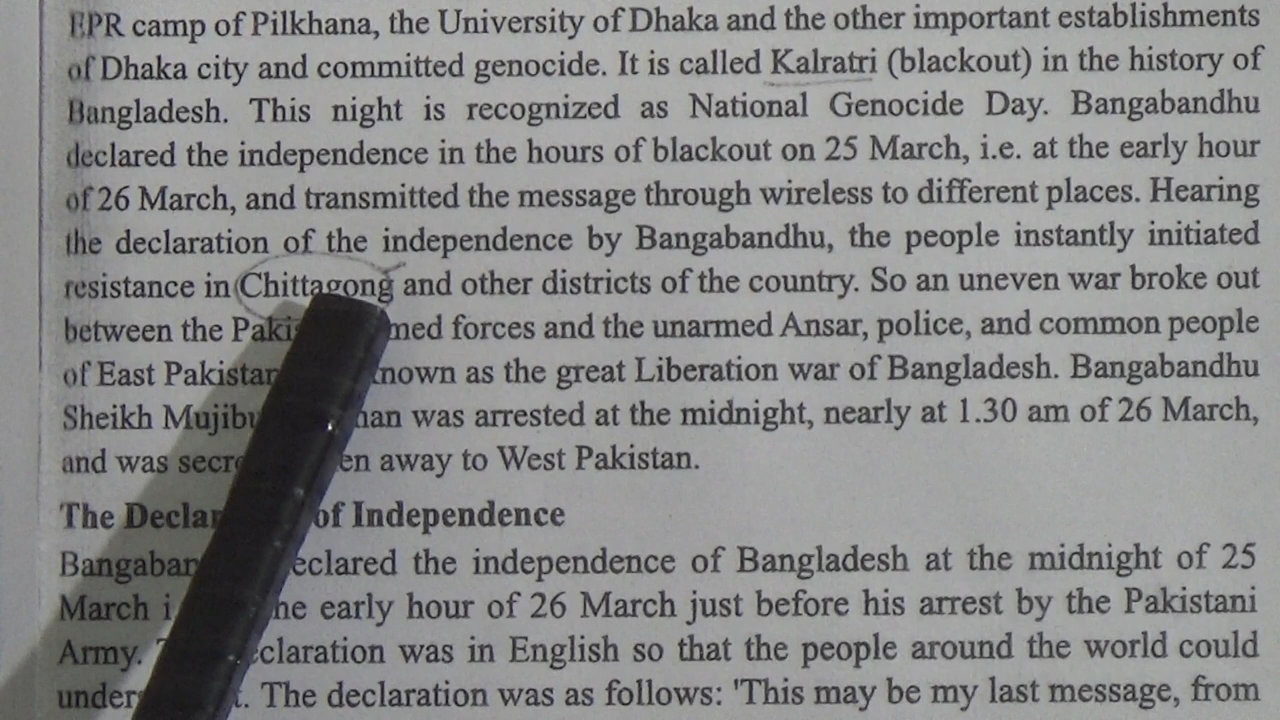 EPR camp of Pilkhana, the University of Dhaka and the other important establishments
of Dhaka city and committed genocide. It is called Kalratri (blackout) in the history of
Bangladesh. This night is recognized as National Genocide Day. Bangabandhu
declared the independence in the hours of blackout on 25 March, i.e. at the early hour
of 26 March, and transmitted the message through wireless to different places. Hearing
the declaration of the independence by Bangabandhu, the people instantly initiated
resistance in Chittagong and other districts of the country. So an uneven war broke out
between the forces and the unarmed Ansar, police, and common people
of East as the great Liberation war of Bangladesh. Bangabandhu
Sheikh was arrested at the midnight, nearly at 1.30 am of 26 March,
and was away to West Pakistan.
The of Independence
the independence of Bangladesh at the midnight of 25
March early hour of 26 March just before his arrest by the Pakistani
Army. was in English so that the people around the world could
The declaration was as follows: 'This may be my last message, from